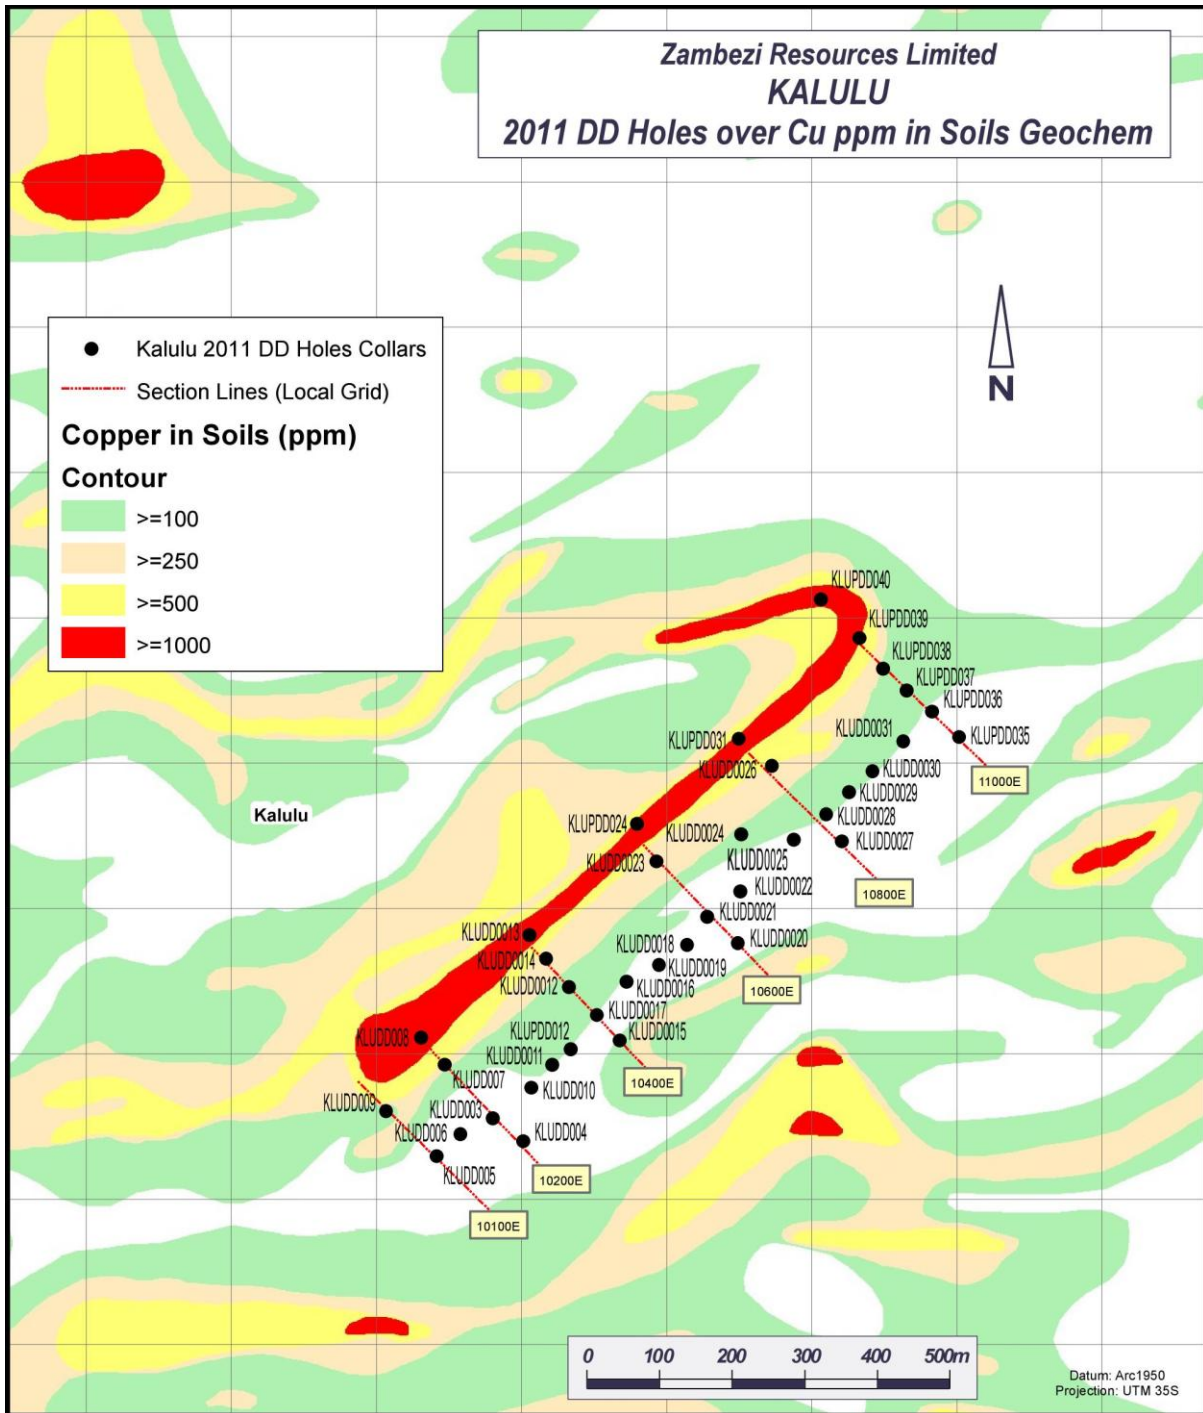 Zambezi Resources Limited
KALULU
2011 DD Holes over Cu ppm in Soils Geochem
N
Kalulu 2011 DD Holes Collars
Section Lines (Local Grid)
Copper in Soils (ppm)
Contour
>=100
>=250
>=500
>=1000
KLUPDD040
KLUPDD039
KLUPDD038
KLUPDD037
KLUPDD036
KLUPDD035
KLUDD0031
KLUPDD031
KLUDD0026
KLUDD0030
11000E
KLUDD0029
KLUDD0028
KLUDD0027
Kalulu
KLUPDD024
KLUDD0024
KLUDD0025
KLUDD0023
KLUDD0022
10800E
KLUDD0021
KLUDD0020
KLUDD0013
KLUDD0018
KLUDD0014
KLUDD0019
KLUDD0012
KLUDD0016
10600E
KLUDD0017
KLUDD008
KLUPDD012
KLUDD0015
KLUDD0011
KLUDD007
KLUDD010
10400E
KLUDD009
KLUDD003
KLUDD006
KLUDD004
KLUDD005
10200E
10100E
0 100 200 300 400 500m
Datum: Arc1950
Projection: UTM 35S